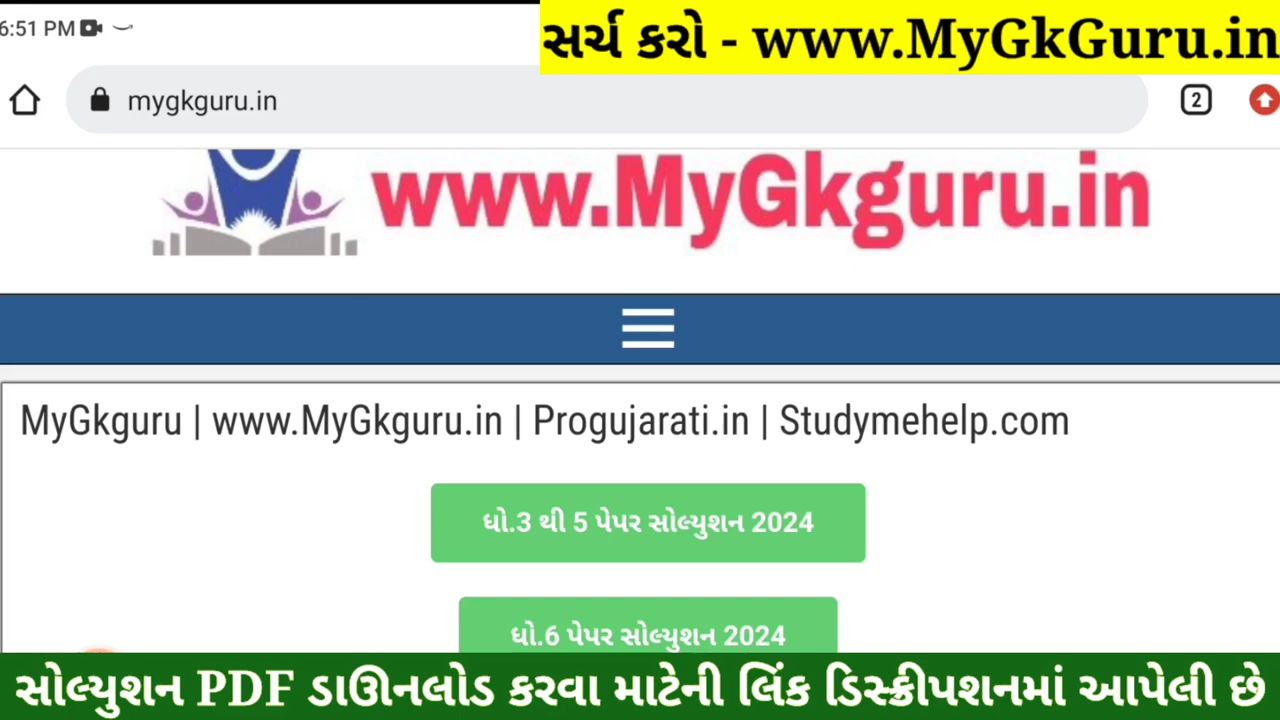 6:51 PM
સર્ચ કરો - www.MyGkGuru.in
mygkguru.in
2
www.MyGkguru.in
MyGkguru | www.MyGkguru.in | Progujarati.in | Studymehelp.com
ધો.3 થી 5 પેપર સોલ્યુશન 2024
ધો.6 પેપર સોલ્યુશન 2024
સોલ્યુશન PDF ડાઊનલોડ કરવા માટેની લિંક ડિસ્ક્રીપશનમાં આપેલી છે